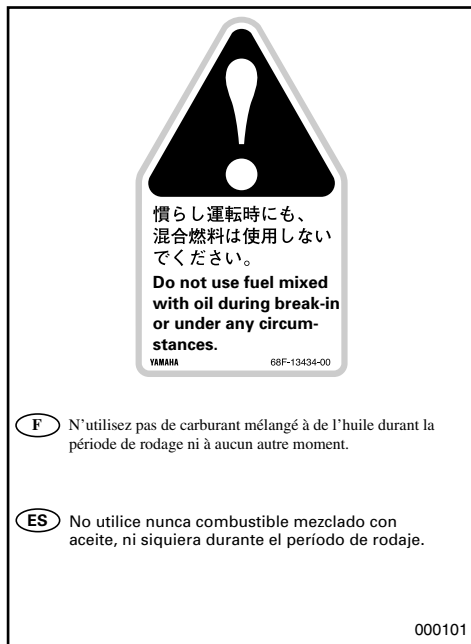 慣らし運転時にも、
混合燃料は使用しない
でください。
Do not use fuel mixed
with oil during break-in
or under any circum-
stances.
YAMAHA 68F-13434-00
F N’utilisez pas de carburant mélangé à de l’huile durant la
période de rodage ni à aucun autre moment.
ES No utilice nunca combustible mezclado con
aceite, ni siquiera durante el período de rodaje.
000101